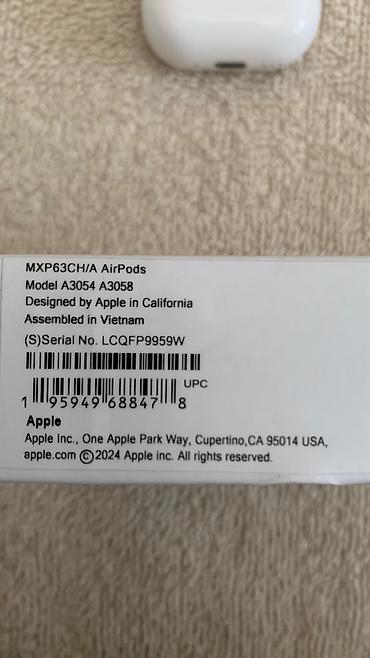 MXP63CH/A AirPods
Model A3054 A3058
Designed by Apple in California
Assembled in Vietnam
(S)Serial No. LCQFP9959W
UPC
1 95949 68847 8
Apple
Apple Inc., One Apple Park Way, Cupertino,CA 95014 USA,
apple.com ©2024 Apple inc. All rights reserved.